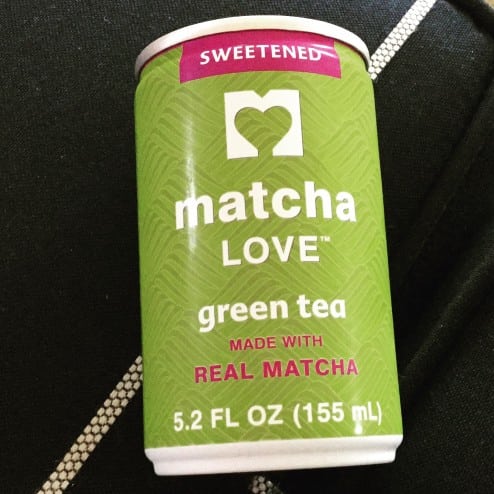 SWEETENED
matcha
LOVE™
green tea
MADE WITH
REAL MATCHA
5.2 FL OZ (155 mL)